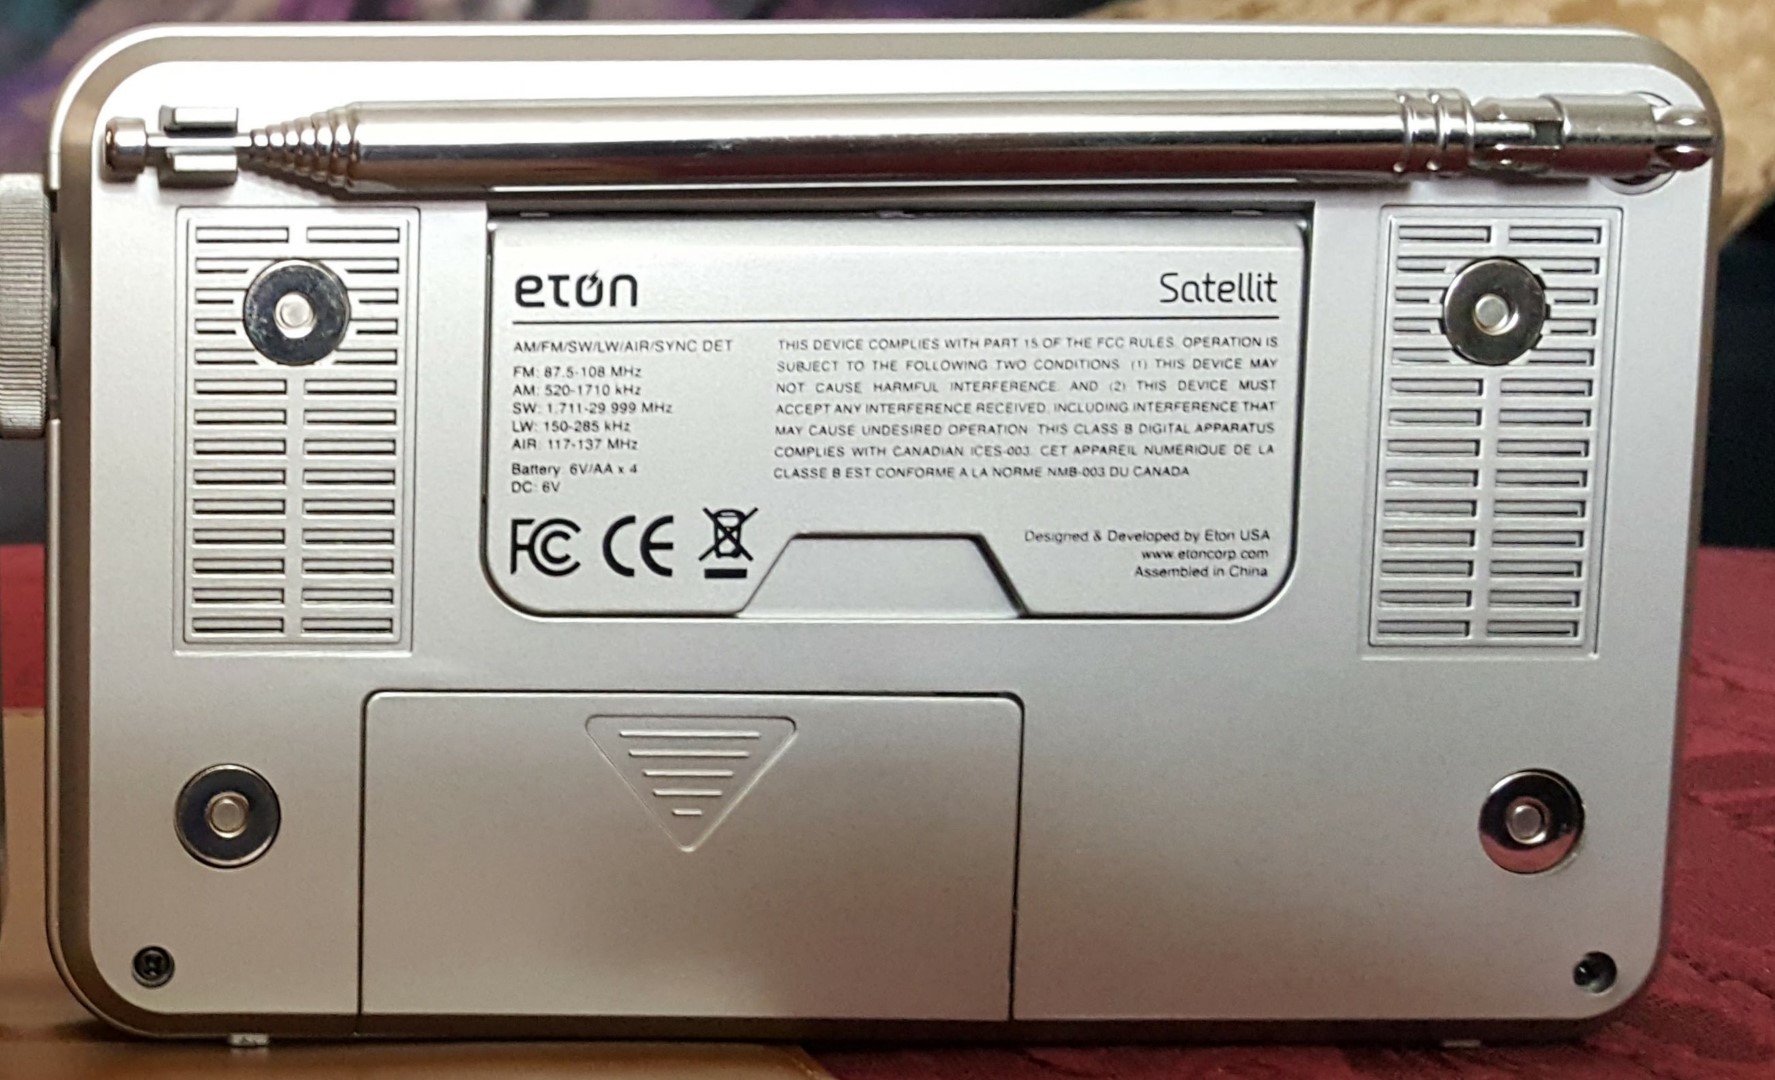 etón
Satellit
AM/FM/SW/LW/AIR/SYNC DET
FM: 87.5-108 MHz
AM: 520-1710 kHz
SW: 1.711-29.999 MHz
LW: 150-285 kHz
AIR: 117-137 MHz
Battery: 6V/AA x 4
DC: 6V
THIS DEVICE COMPLIES WITH PART 15 OF THE FCC RULES. OPERATION IS
SUBJECT TO THE FOLLOWING TWO CONDITIONS: (1) THIS DEVICE MAY
NOT CAUSE HARMFUL INTERFERENCE, AND (2) THIS DEVICE MUST
ACCEPT ANY INTERFERENCE RECEIVED, INCLUDING INTERFERENCE THAT
MAY CAUSE UNDESIRED OPERATION. THIS CLASS B DIGITAL APPARATUS
COMPLIES WITH CANADIAN ICES-003. CET APPAREIL NUMERIQUE DE LA
CLASSE B EST CONFORME A LA NORME NMB-003 DU CANADA
FC CE
Designed & Developed by Eton USA
www.etoncorp.com
Assembled in China